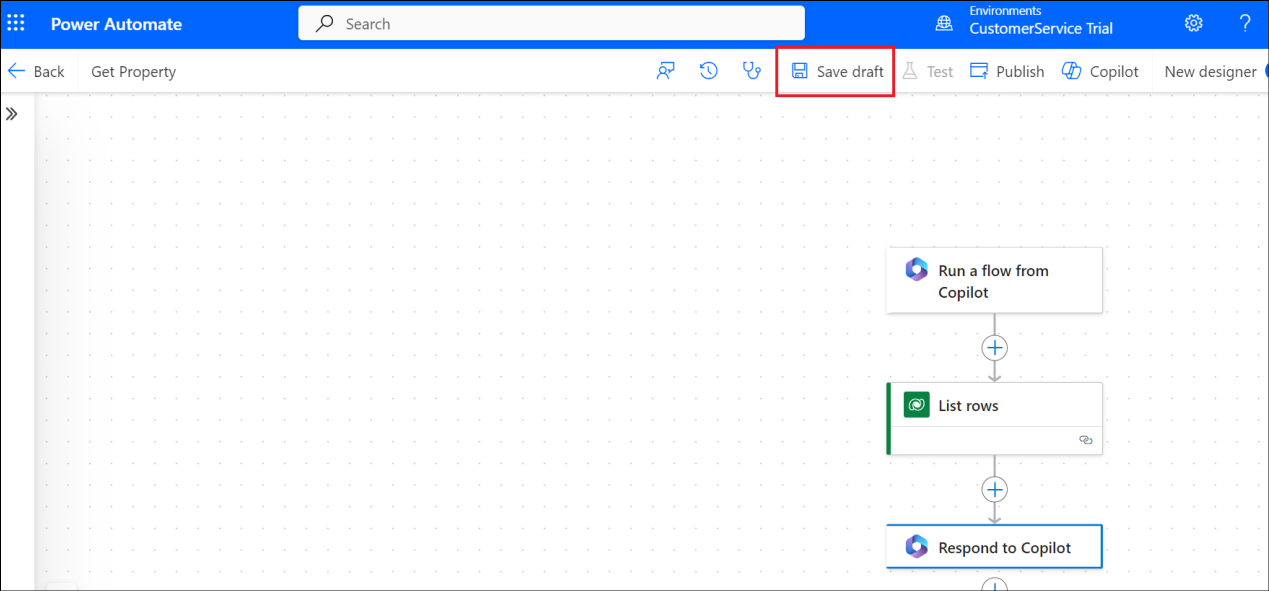 Power Automate
Search
Environments
CustomerService Trial
?
Back
Get Property
Save draft
Test
Publish
Copilot
New designer
Run a flow from
Copilot
List rows
Respond to Copilot